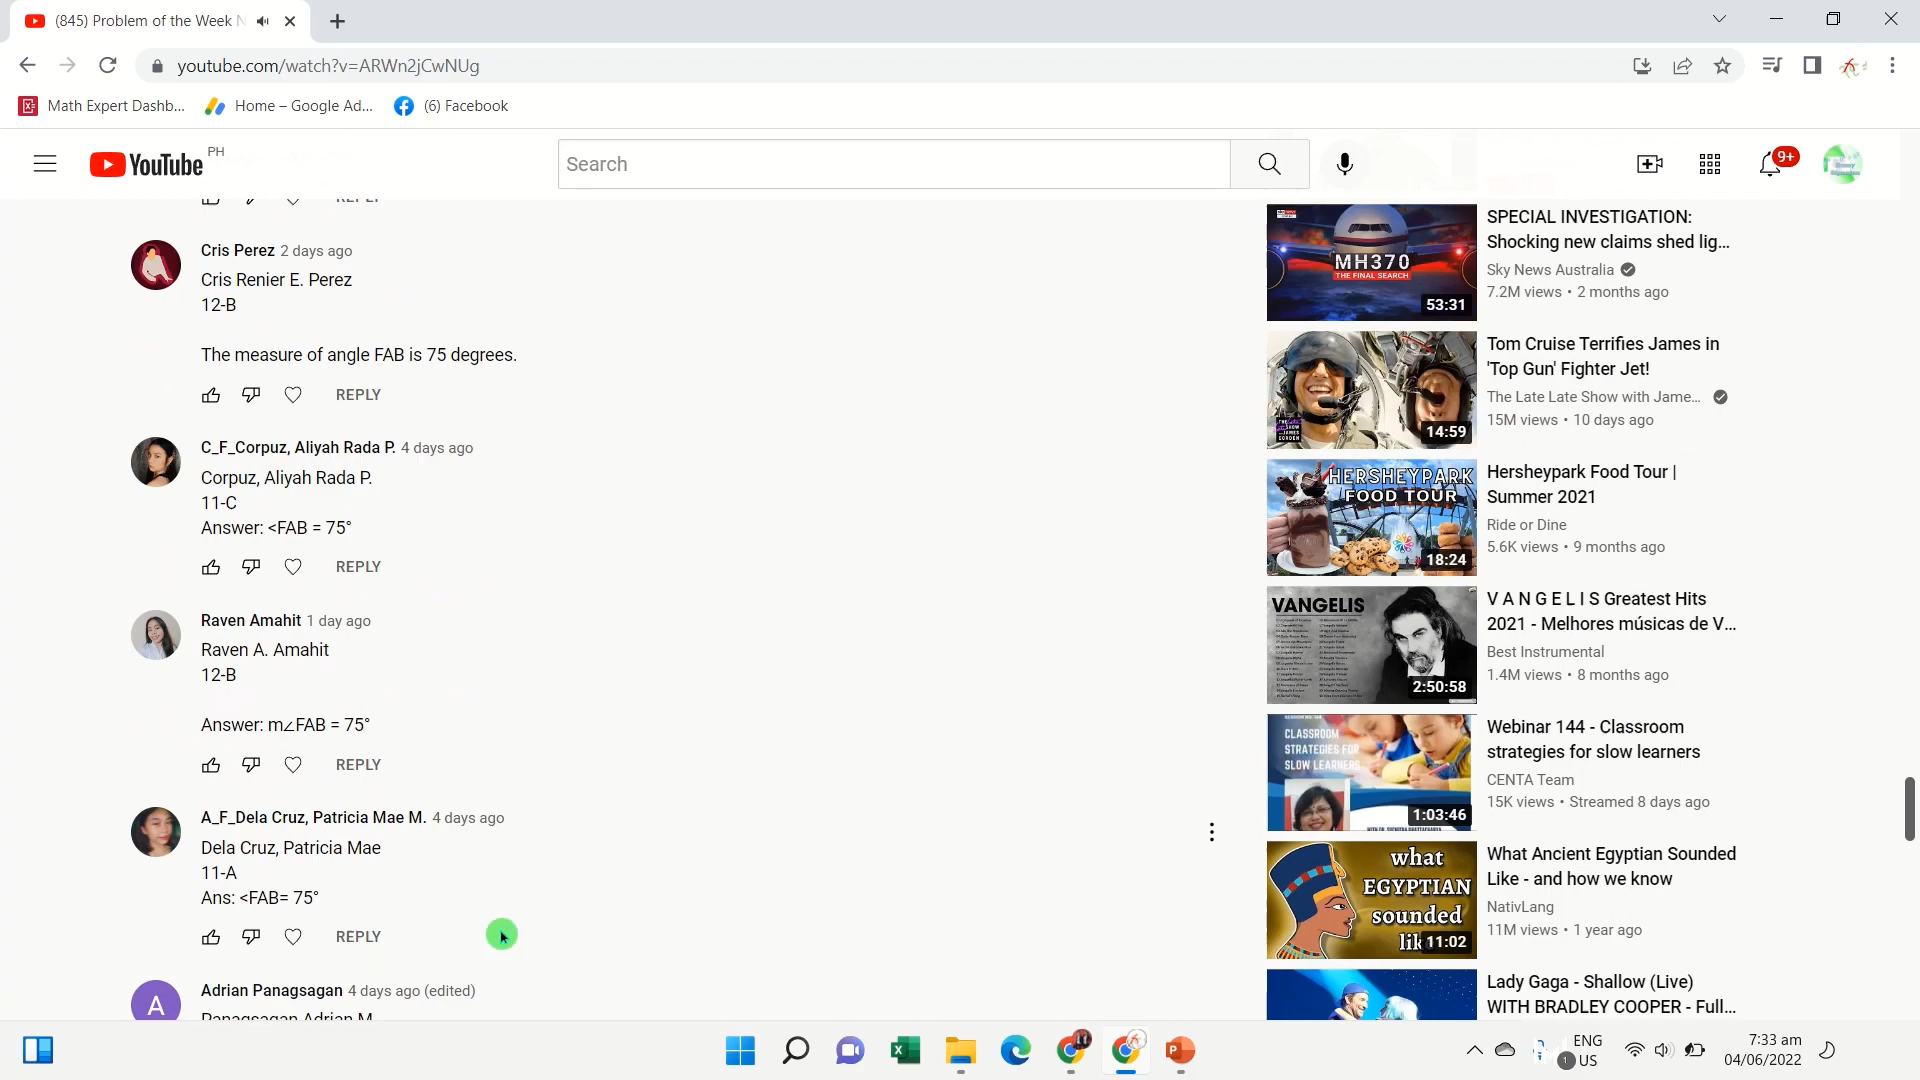 (845) Problem of the Week N
youtube.com/watch?v=ARWn2jCwNUg
Math Expert Dashb...
Home – Google Ad...
(6) Facebook
YouTube
PH
Search
9+
REPLY
Cris Perez 2 days ago
Cris Renier E. Perez
12-B
The measure of angle FAB is 75 degrees.
REPLY
C_F_Corpuz, Aliyah Rada P. 4 days ago
Corpuz, Aliyah Rada P.
11-C
Answer: <FAB = 75°
REPLY
Raven Amahit 1 day ago
Raven A. Amahit
12-B
Answer: m∠FAB = 75°
REPLY
A_F_Dela Cruz, Patricia Mae M. 4 days ago
Dela Cruz, Patricia Mae
11-A
Ans: <FAB= 75°
REPLY
A
Adrian Panagsagan 4 days ago (edited)
Panagsagan Adrian M
MH370
THE FINAL SEARCH
53:31
SPECIAL INVESTIGATION:
Shocking new claims shed lig...
Sky News Australia
7.2M views • 2 months ago
14:59
Tom Cruise Terrifies James in
'Top Gun' Fighter Jet!
The Late Late Show with Jame...
15M views • 10 days ago
HERSHEYPARK
FOOD TOUR
18:24
Hersheypark Food Tour |
Summer 2021
Ride or Dine
5.6K views • 9 months ago
VANGELIS
2:50:58
V A N G E L I S Greatest Hits
2021 - Melhores músicas de V...
Best Instrumental
1.4M views • 8 months ago
CLASSROOM
STRATEGIES FOR
SLOW LEARNERS
1:03:46
Webinar 144 - Classroom
strategies for slow learners
CENTA Team
15K views • Streamed 8 days ago
what
EGYPTIAN
sounded
lik
11:02
What Ancient Egyptian Sounded
Like - and how we know
NativLang
11M views • 1 year ago
Lady Gaga - Shallow (Live)
WITH BRADLEY COOPER - Full...
1
ENG
US
7:33 am
04/06/2022